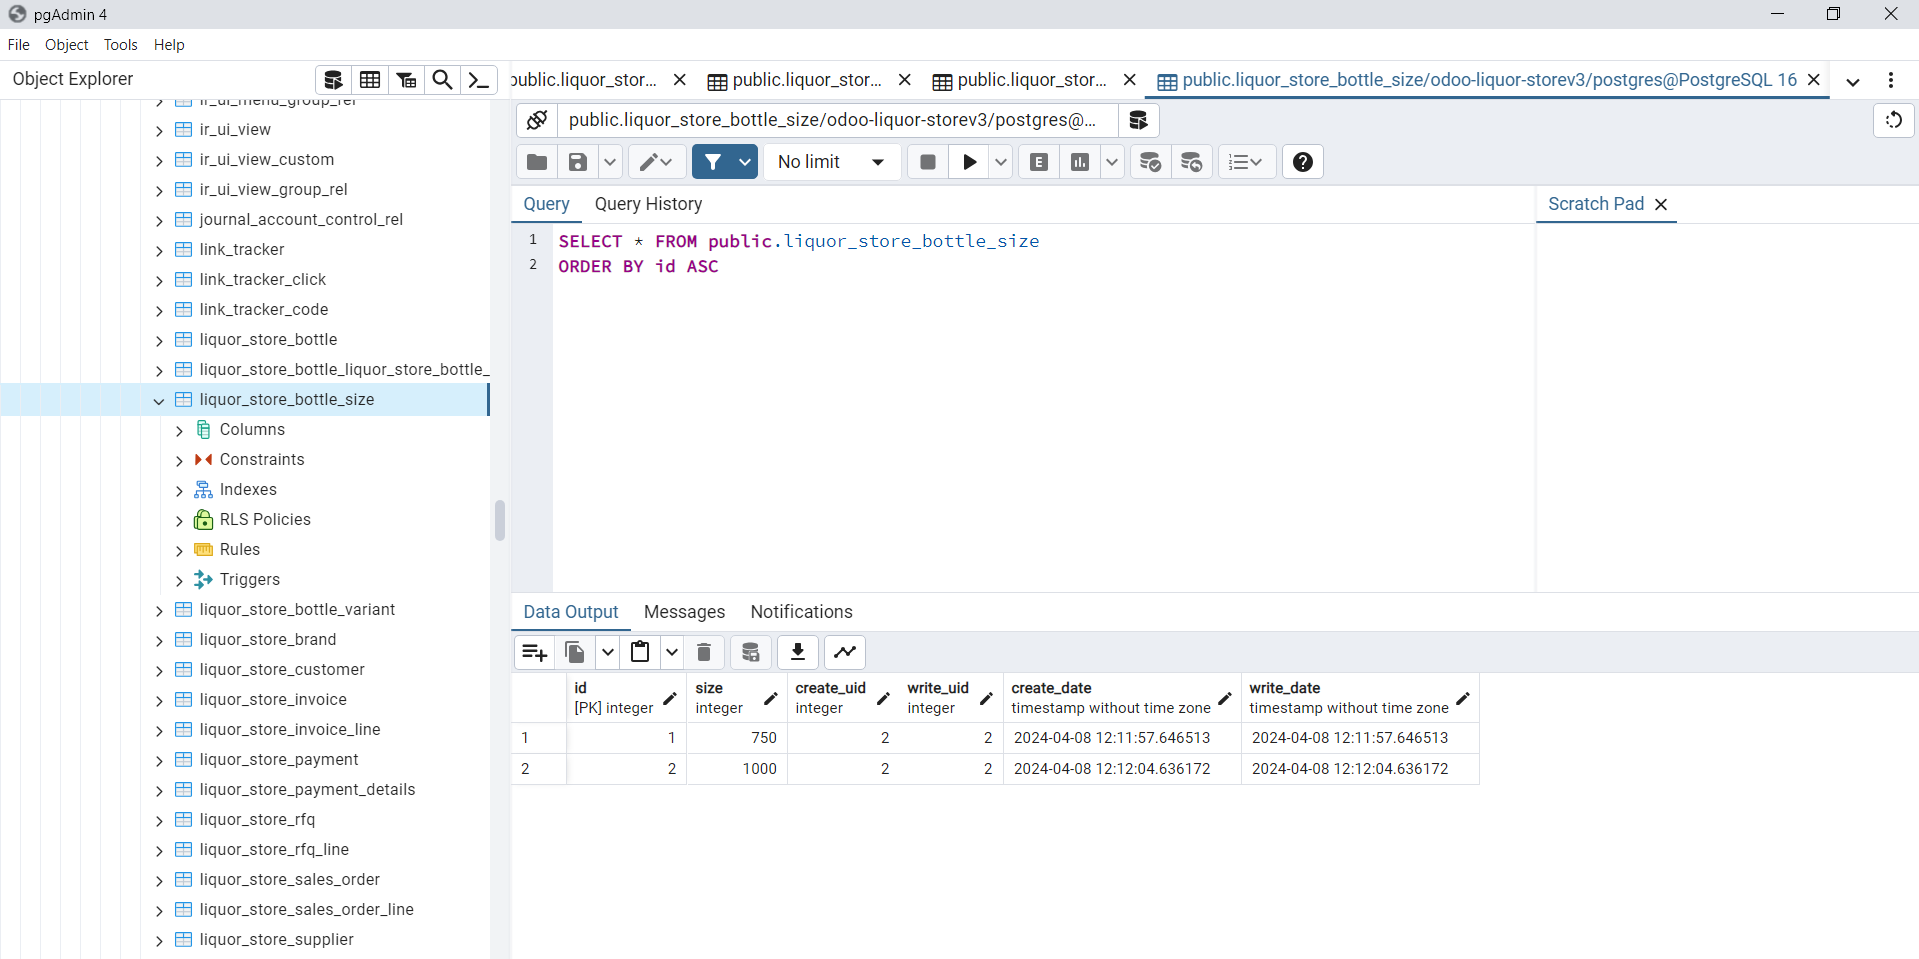 pgAdmin 4
File Object Tools Help
Object Explorer
ir_ui_menu_group_rel
ir_ui_view
ir_ui_view_custom
ir_ui_view_group_rel
journal_account_control_rel
link_tracker
link_tracker_click
link_tracker_code
liquor_store_bottle
liquor_store_bottle_liquor_store_bottle_
liquor_store_bottle_size
Columns
Constraints
Indexes
RLS Policies
Rules
Triggers
liquor_store_bottle_variant
liquor_store_brand
liquor_store_customer
liquor_store_invoice
liquor_store_invoice_line
liquor_store_payment
liquor_store_payment_details
liquor_store_rfq
liquor_store_rfq_line
liquor_store_sales_order
liquor_store_sales_order_line
liquor_store_supplier
public.liquor_stor... public.liquor_stor... public.liquor_stor... public.liquor_store_bottle_size/odoo-liquor-storev3/postgres@PostgreSQL 16
public.liquor_store_bottle_size/odoo-liquor-storev3/postgres@...
No limit E
Query Query History Scratch Pad
1 SELECT * FROM public.liquor_store_bottle_size
2 ORDER BY id ASC
Data Output Messages Notifications
id size create_uid write_uid create_date write_date
[PK] integer integer integer integer timestamp without time zone timestamp without time zone
1 1 750 2 2 2024-04-08 12:11:57.646513 2024-04-08 12:11:57.646513
2 2 1000 2 2 2024-04-08 12:12:04.636172 2024-04-08 12:12:04.636172